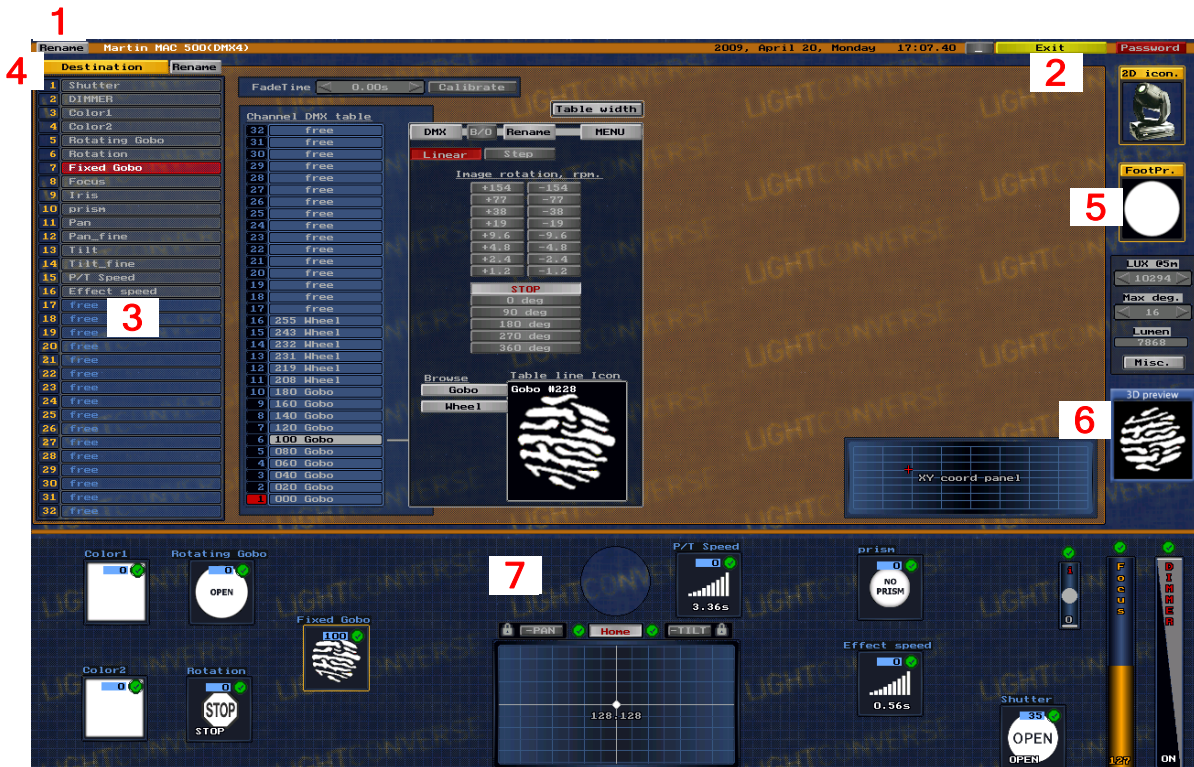 1
Rename Martin MAC 500(DMX4) 2009, April 20, Monday 17:07.40 _ Exit Password
4
2
Destination Rename
1 Shutter
2 DIMMER
3 Color1
4 Color2
5 Rotating Gobo
6 Rotation
7 Fixed Gobo
8 Focus
9 Iris
10 prism
11 Pan
12 Pan_fine
13 Tilt
14 Tilt_fine
15 P/T Speed
16 Effect speed
17 free
18 free
19 free
20 free
21 free
22 free
23 free
24 free
25 free
26 free
27 free
28 free
29 free
30 free
31 free
32 free
3
FadeTime < 0.00s > Calibrate
Channel DMX table
Table width
32 free
31 free
30 free
29 free
28 free
27 free
26 free
25 free
24 free
23 free
22 free
21 free
20 free
19 free
18 free
17 free
16 255 Wheel
15 243 Wheel
14 232 Wheel
13 231 Wheel
12 219 Wheel
11 208 Wheel
10 180 Gobo
9 160 Gobo
8 140 Gobo
7 120 Gobo
6 100 Gobo
5 080 Gobo
4 060 Gobo
3 040 Gobo
2 020 Gobo
1 000 Gobo
DMX B/O Rename MENU
Linear Step
Image rotation, rpm.
+154 -154
+77 -77
+38 -38
+19 -19
+9.6 -9.6
+4.8 -4.8
+2.4 -2.4
+1.2 -1.2
STOP
0 deg
90 deg
180 deg
270 deg
360 deg
Browse Table line Icon
Gobo
Wheel
Gobo #228
XY coord panel
2D icon.
FootPr.
5
LUX @5m
< 10294 >
Max deg.
< 16 >
Lumen
7868
Misc.
3D preview
6
7
Color1
0
Rotating Gobo
0
OPEN
Fixed Gobo
100
Color2
0
Rotation
0
STOP
STOP
P/T Speed
0
3.36s
-PAN Home -TILT
128.128
prism
0
NO
PRISM
Effect speed
0
0.56s
Shutter
35
OPEN
OPEN
i
0
Focus
127
DIMMER
ON